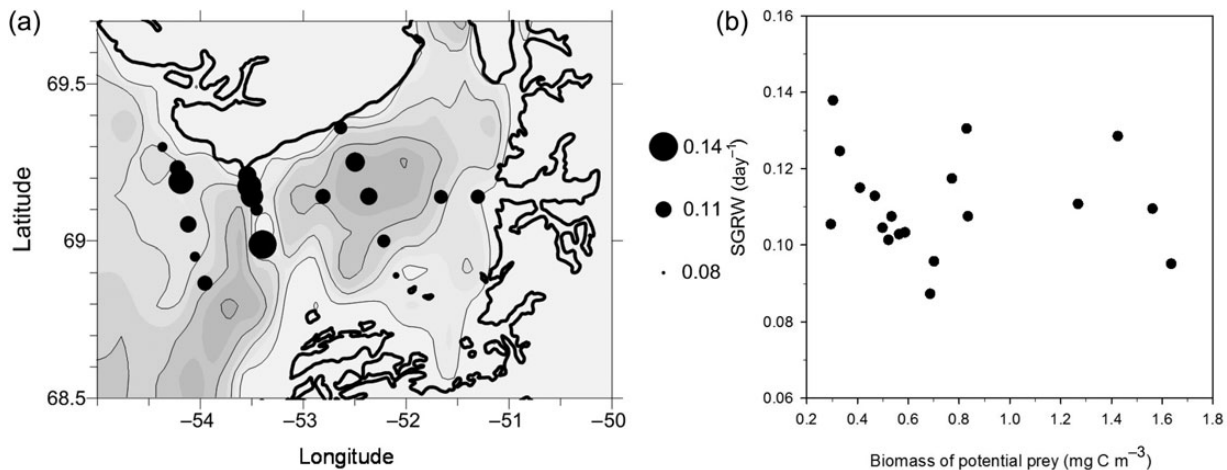 (a)
69.5
69
68.5
Latitude
−54 −53 −52 −51 −50
Longitude
0.14
0.11
0.08
(b)
0.16
0.14
0.12
0.10
0.08
0.06
SGRW (day⁻¹)
0.2 0.4 0.6 0.8 1.0 1.2 1.4 1.6 1.8
Biomass of potential prey (mg C m⁻³)